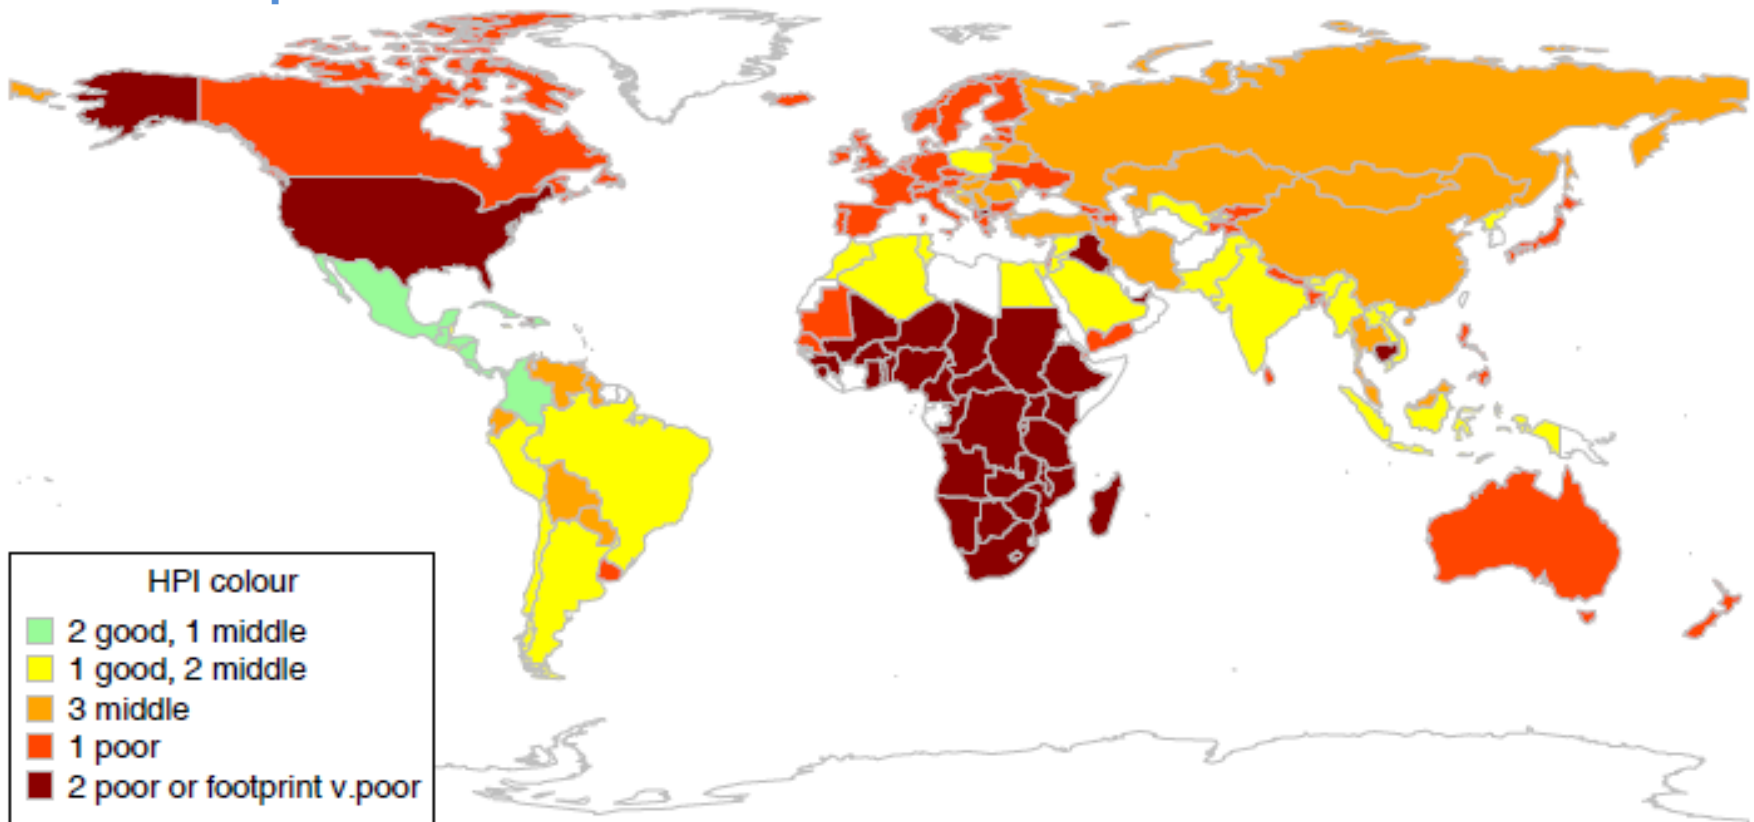 HPI colour
2 good, 1 middle
1 good, 2 middle
3 middle
1 poor
2 poor or footprint v.poor